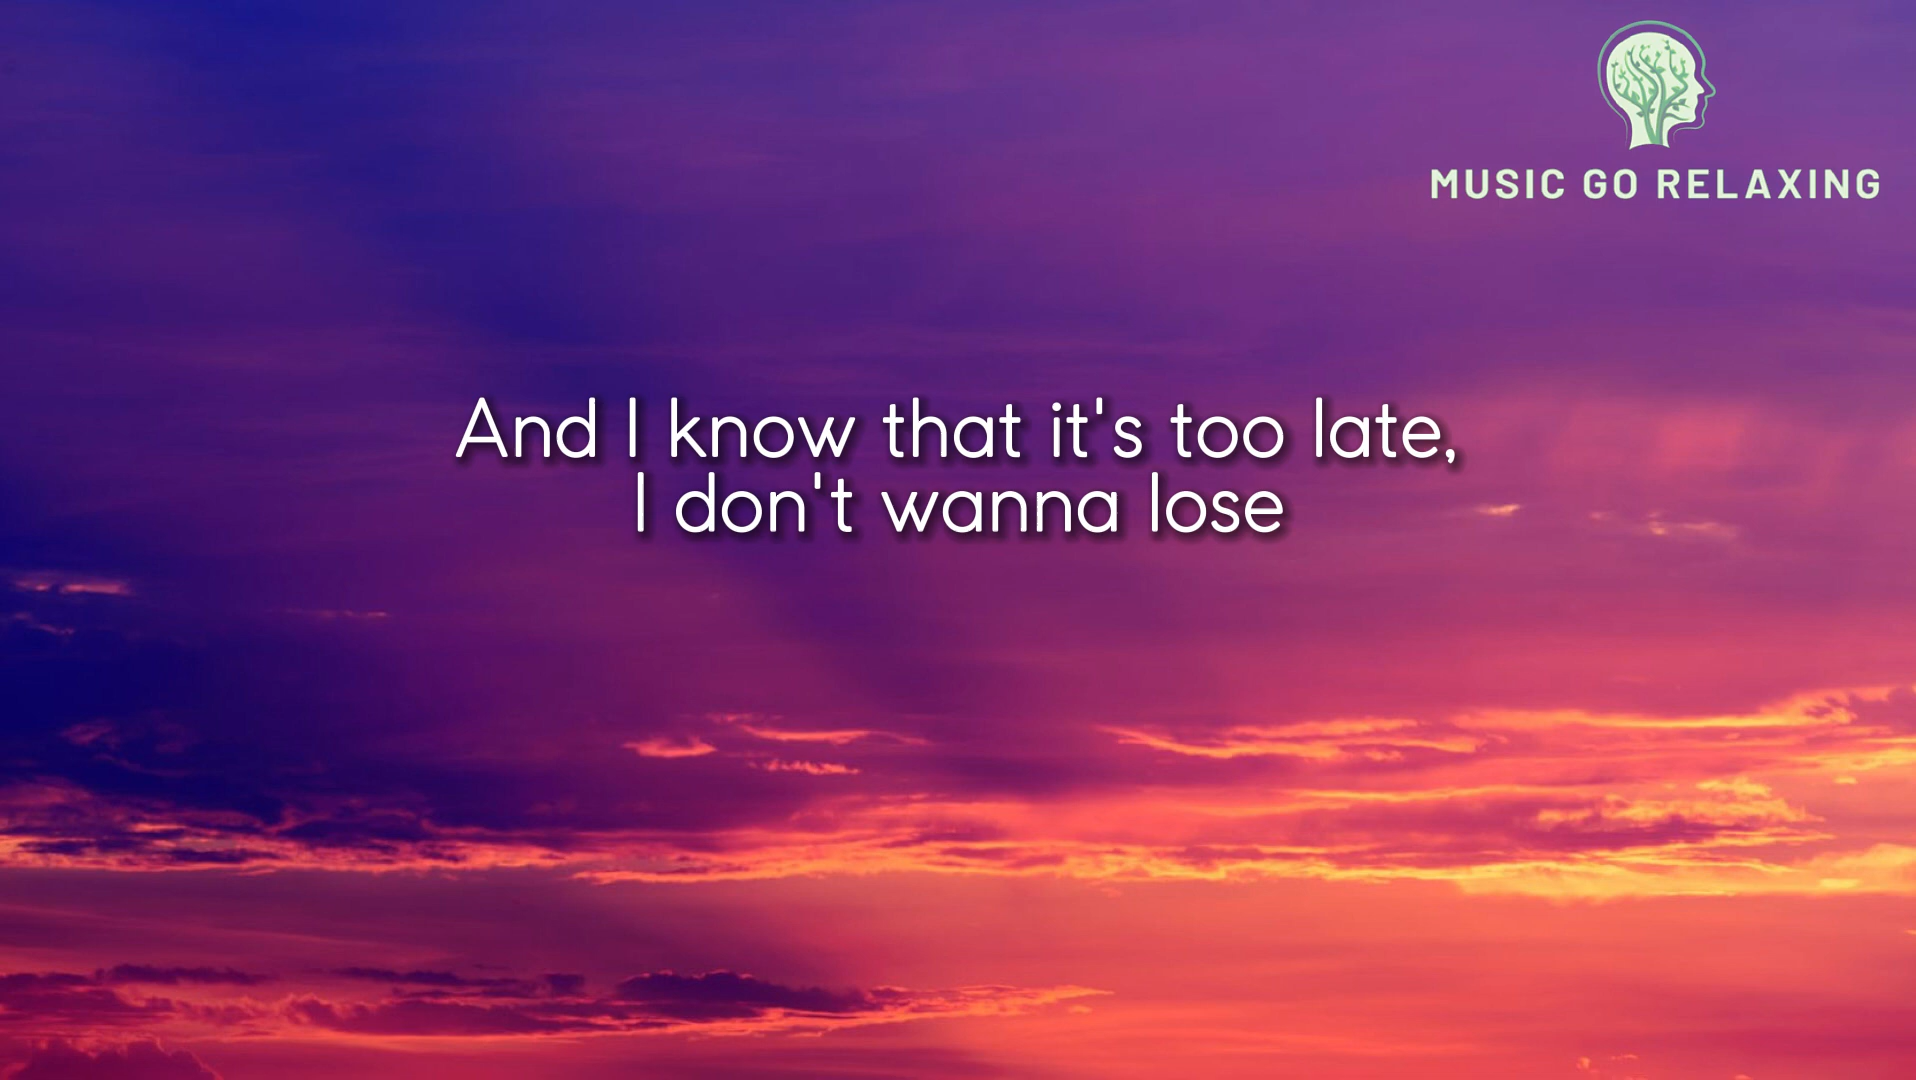 MUSIC GO RELAXING
And I know that it's too late,
I don't wanna lose